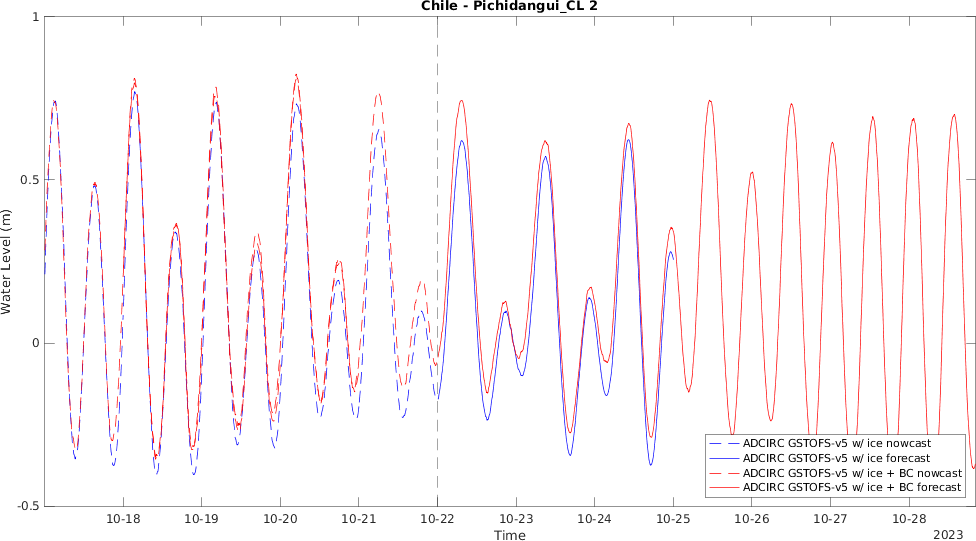 Chile - Pichidangui_CL 2
1
0.5
0
-0.5
Water Level (m)
ADCIRC GSTOFS-v5 w/ ice nowcast
ADCIRC GSTOFS-v5 w/ ice forecast
ADCIRC GSTOFS-v5 w/ ice + BC nowcast
ADCIRC GSTOFS-v5 w/ ice + BC forecast
10-18 10-19 10-20 10-21 10-22 10-23 10-24 10-25 10-26 10-27 10-28
Time
2023